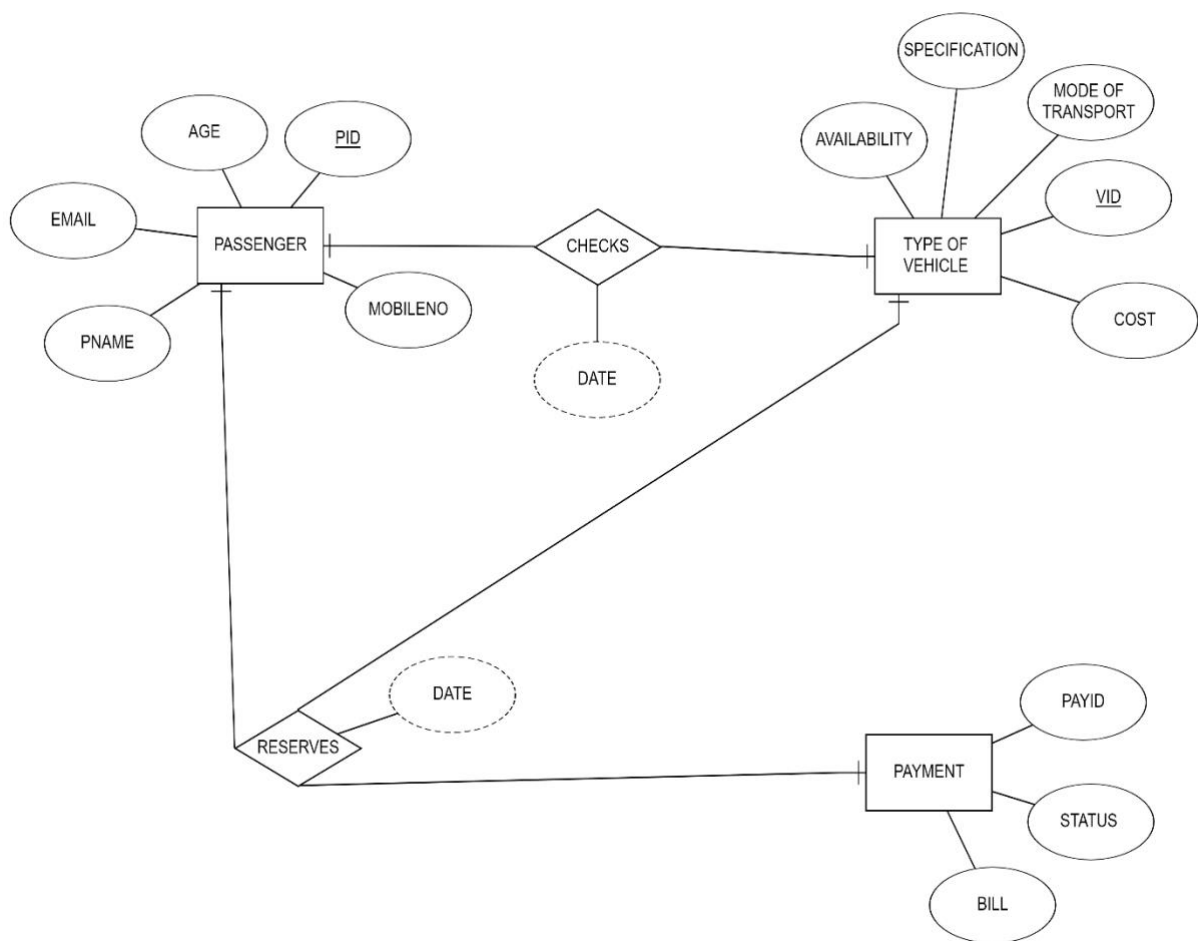 SPECIFICATION
MODE OF
TRANSPORT
AGE
PID
AVAILABILITY
VID
EMAIL
PASSENGER
CHECKS
TYPE OF
VEHICLE
MOBILENO
COST
PNAME
DATE
DATE
RESERVES
PAYID
PAYMENT
STATUS
BILL